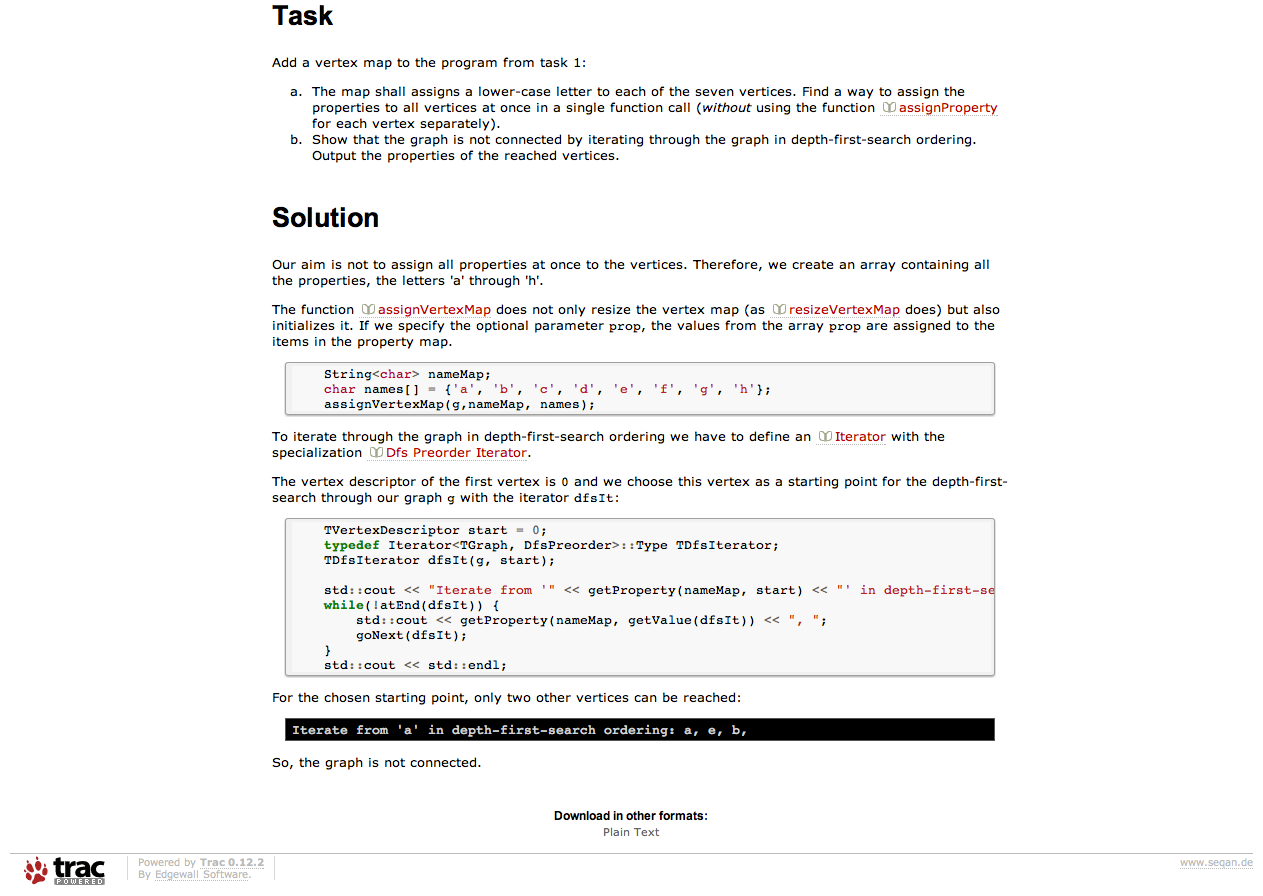 Task
Add a vertex map to the program from task 1:
a. The map shall assigns a lower-case letter to each of the seven vertices. Find a way to assign the
properties to all vertices at once in a single function call (without using the function assignProperty
for each vertex separately).
b. Show that the graph is not connected by iterating through the graph in depth-first-search ordering.
Output the properties of the reached vertices.
Solution
Our aim is not to assign all properties at once to the vertices. Therefore, we create an array containing all
the properties, the letters 'a' through 'h'.
The function assignVertexMap does not only resize the vertex map (as resizeVertexMap does) but also
initializes it. If we specify the optional parameter prop, the values from the array prop are assigned to the
items in the property map.
String<char> nameMap;
char names[] = {'a', 'b', 'c', 'd', 'e', 'f', 'g', 'h'};
assignVertexMap(g,nameMap, names);
To iterate through the graph in depth-first-search ordering we have to define an Iterator with the
specialization Dfs Preorder Iterator.
The vertex descriptor of the first vertex is 0 and we choose this vertex as a starting point for the depth-first-
search through our graph g with the iterator dfsIt:
TVertexDescriptor start = 0;
typedef Iterator<TGraph, DfsPreorder>::Type TDfsIterator;
TDfsIterator dfsIt(g, start);
std::cout << "Iterate from '" << getProperty(nameMap, start) << "' in depth-first-se
while(!atEnd(dfsIt)) {
std::cout << getProperty(nameMap, getValue(dfsIt)) << ", ";
goNext(dfsIt);
}
std::cout << std::endl;
For the chosen starting point, only two other vertices can be reached:
Iterate from 'a' in depth-first-search ordering: a, e, b,
So, the graph is not connected.
Download in other formats:
Plain Text
trac
POWERED
Powered by Trac 0.12.2
By Edgewall Software.
www.seqan.de